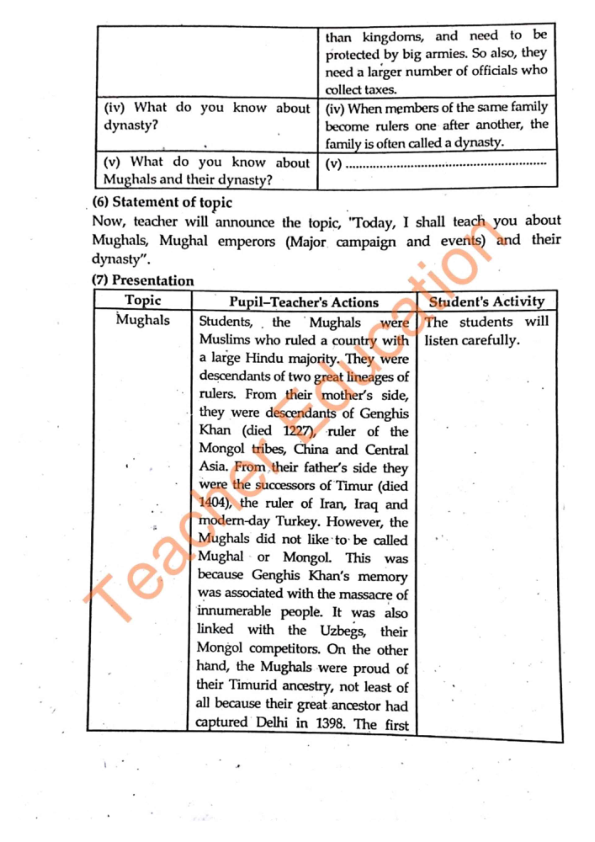 than kingdoms, and need to be
protected by big armies. So also, they
need a larger number of officials who
collect taxes.
(iv) What do you know about
dynasty?
(iv) When members of the same family
become rulers one after another, the
family is often called a dynasty.
(v) What do you know about
Mughals and their dynasty?
(v) ............................................................
(6) Statement of topic
Now, teacher will announce the topic, "Today, I shall teach you about
Mughals, Mughal emperors (Major campaign and events) and their
dynasty".
(7) Presentation
Topic
Pupil–Teacher's Actions
Student's Activity
Mughals
Students, the Mughals were
Muslims who ruled a country with
a large Hindu majority. They were
descendants of two great lineages of
rulers. From their mother's side,
they were descendants of Genghis
Khan (died 1227), ruler of the
Mongol tribes, China and Central
Asia. From their father's side they
were the successors of Timur (died
1404), the ruler of Iran, Iraq and
modern-day Turkey. However, the
Mughals did not like to be called
Mughal or Mongol. This was
because Genghis Khan's memory
was associated with the massacre of
innumerable people. It was also
linked with the Uzbegs, their
Mongol competitors. On the other
hand, the Mughals were proud of
their Timurid ancestry, not least of
all because their great ancestor had
captured Delhi in 1398. The first
The students will
listen carefully.
Teacher Education